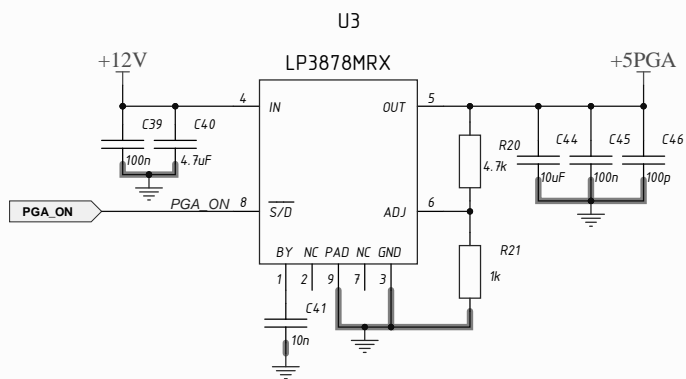 U3
LP3878MRX
+12V
+5PGA
4
IN
OUT
5
C39
C40
100n
4.7uF
R20
4.7k
C44
C45
C46
10uF
100n
100p
PGA_ON
PGA_ON
8
S/D
ADJ
6
BY
NC
PAD
NC
GND
1
2
9
7
3
R21
1k
C41
10n